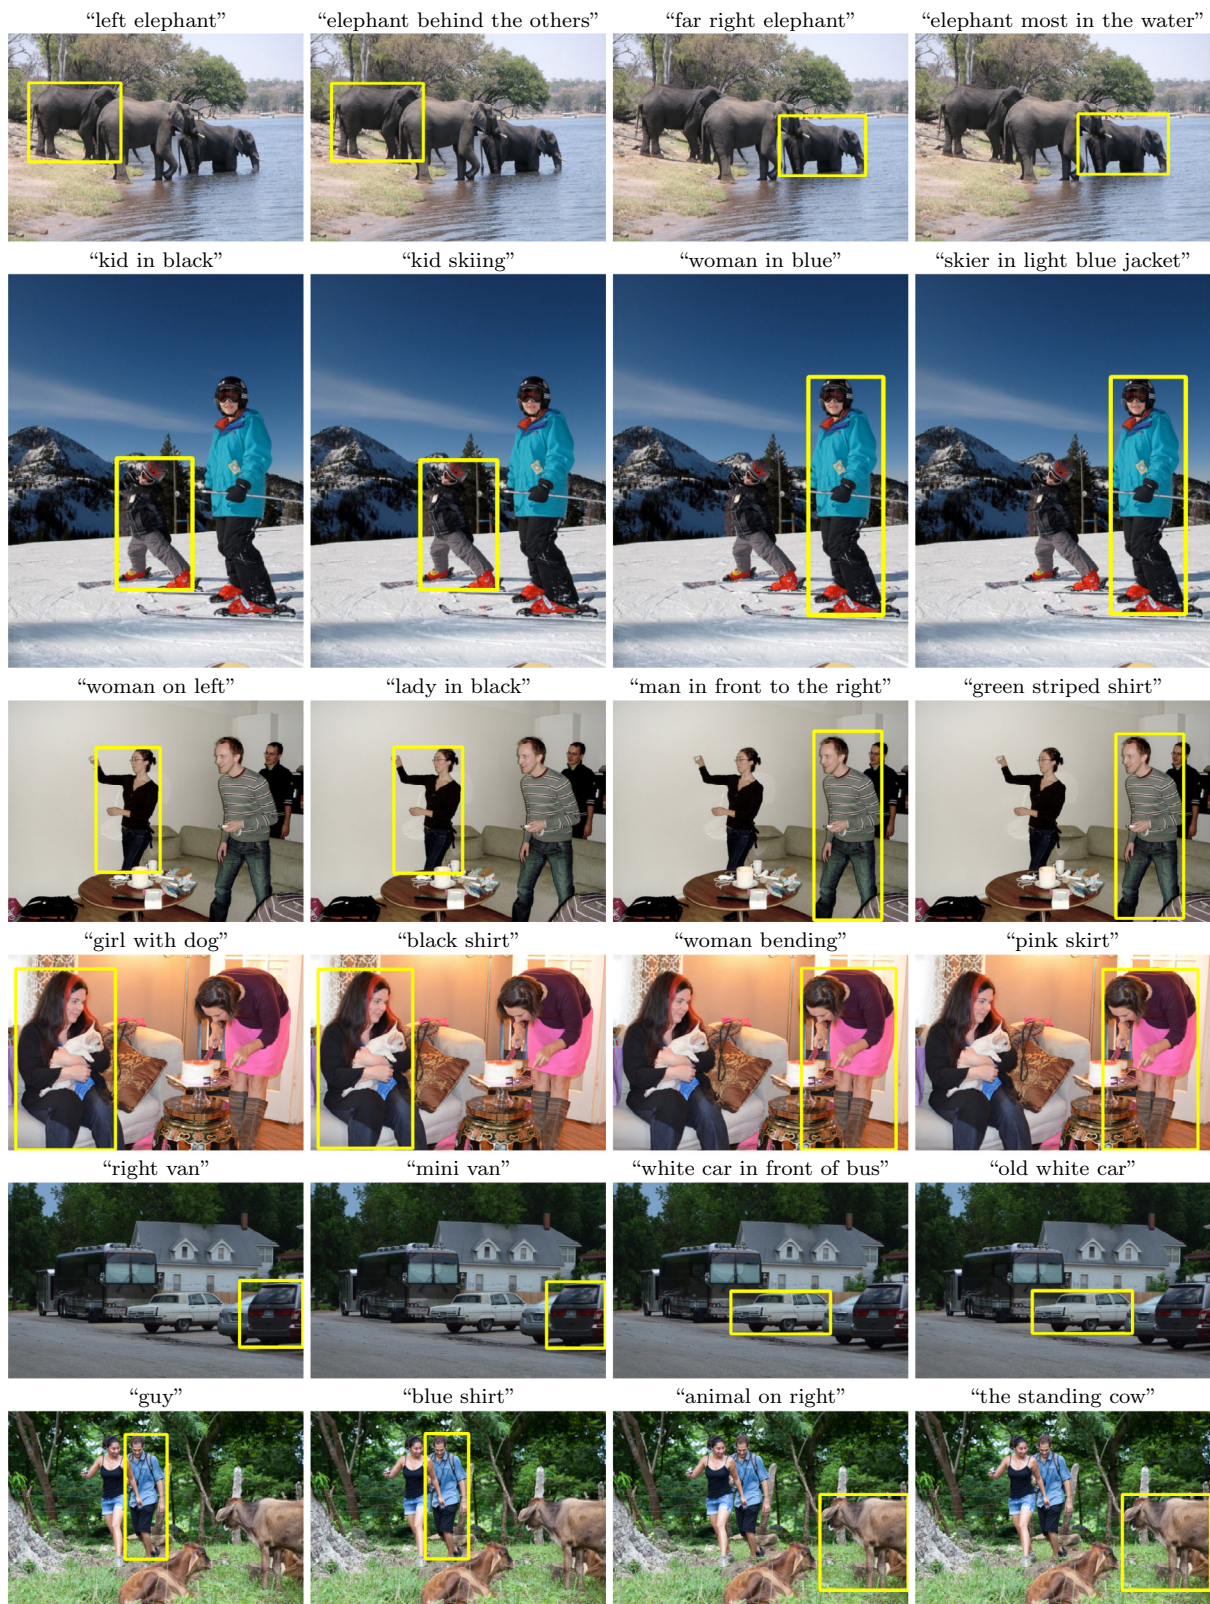 “left elephant” “elephant behind the others” “far right elephant” “elephant most in the water”
“kid in black” “kid skiing” “woman in blue” “skier in light blue jacket”
“woman on left” “lady in black” “man in front to the right” “green striped shirt”
“girl with dog” “black shirt” “woman bending” “pink skirt”
“right van” “mini van” “white car in front of bus” “old white car”
“guy” “blue shirt” “animal on right” “the standing cow”